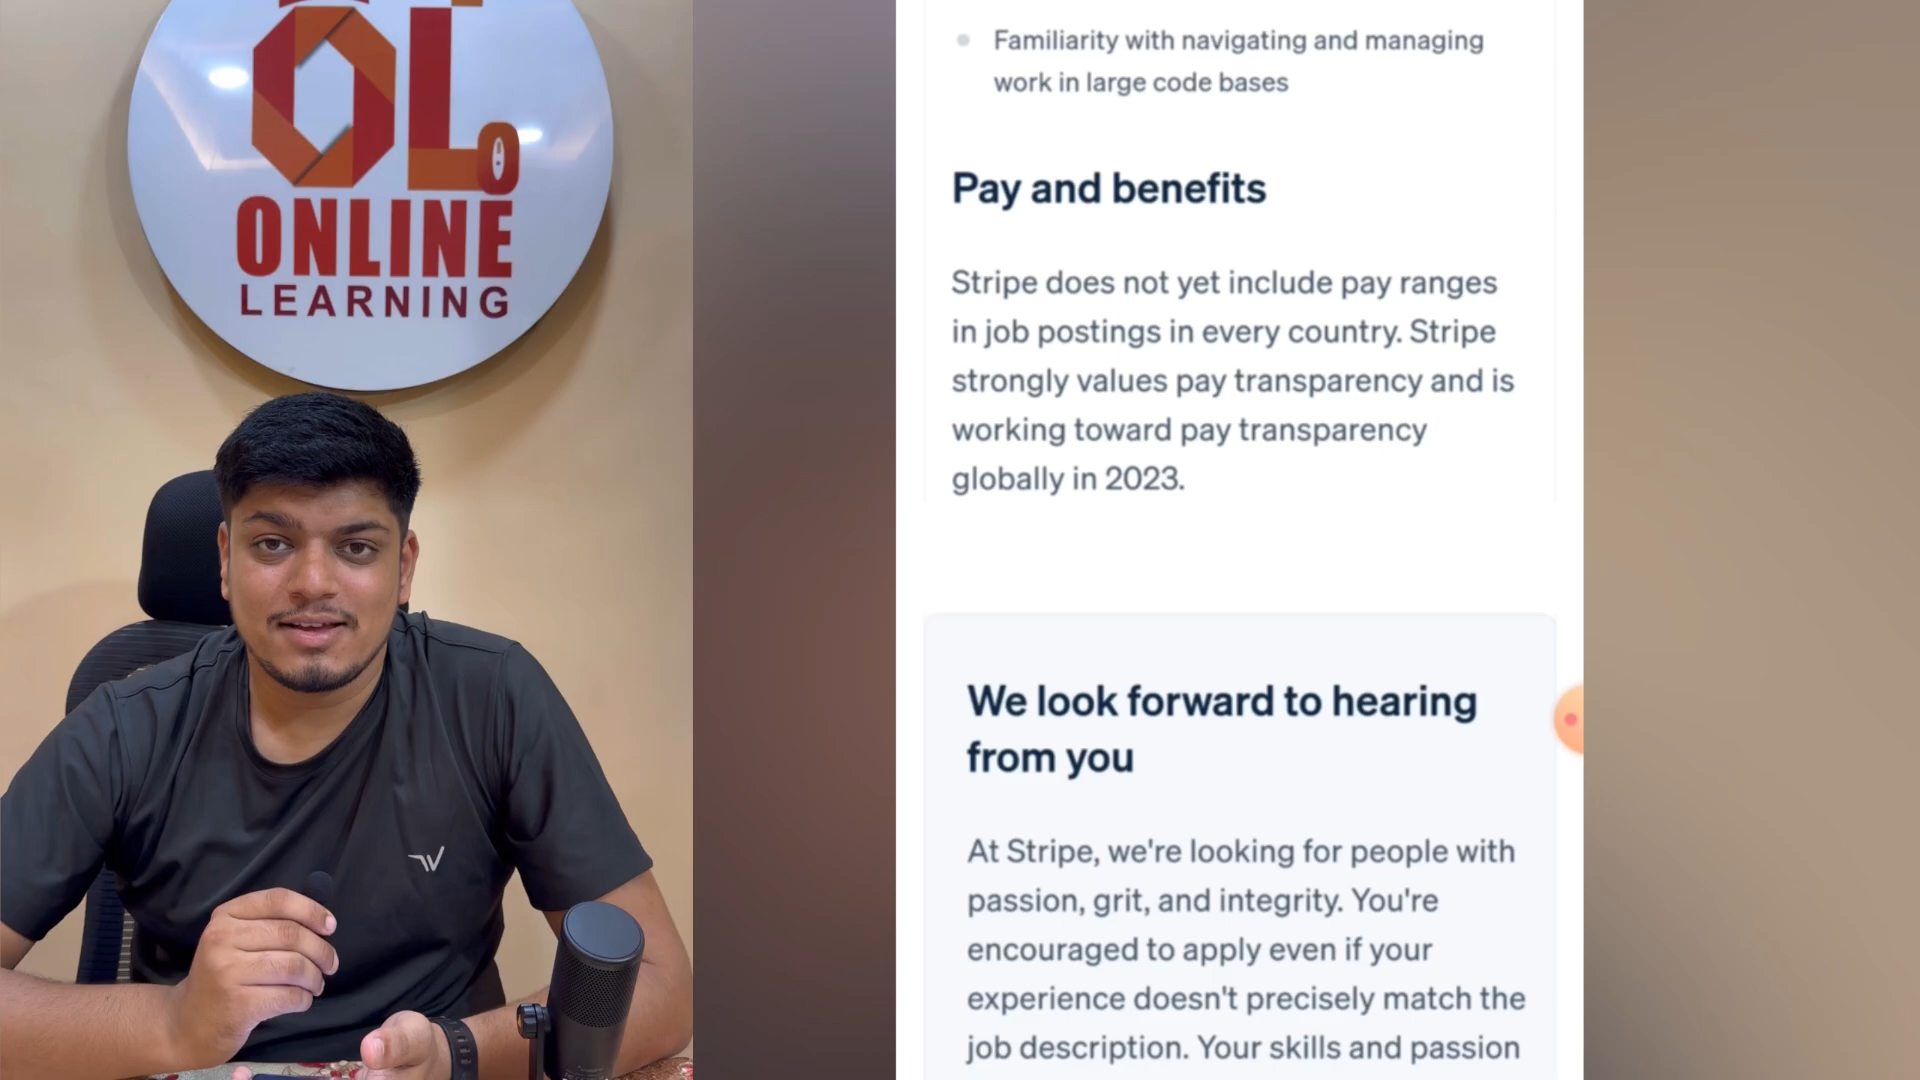 OLO
ONLINE
LEARNING
Familiarity with navigating and managing
work in large code bases
Pay and benefits
Stripe does not yet include pay ranges
in job postings in every country. Stripe
strongly values pay transparency and is
working toward pay transparency
globally in 2023.
We look forward to hearing
from you
At Stripe, we're looking for people with
passion, grit, and integrity. You're
encouraged to apply even if your
experience doesn't precisely match the
job description. Your skills and passion